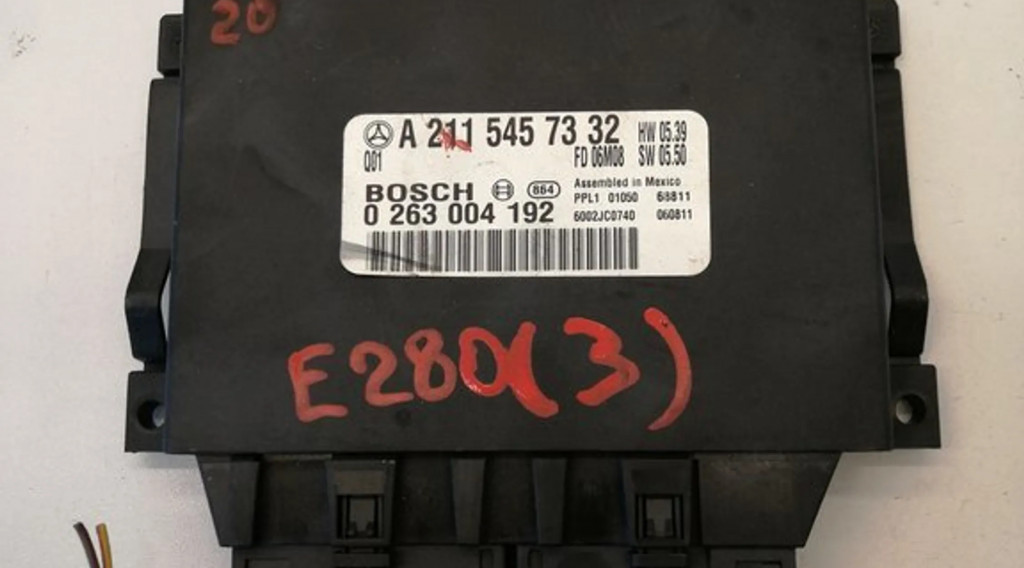 20
A 211 545 73 32 HW 05.39
Q01 FD 06M08 SW 05.50
BOSCH 864 Assembled in Mexico
PPL1 01050 68811
0 263 004 192 6002JC0740 060811
E280(3)